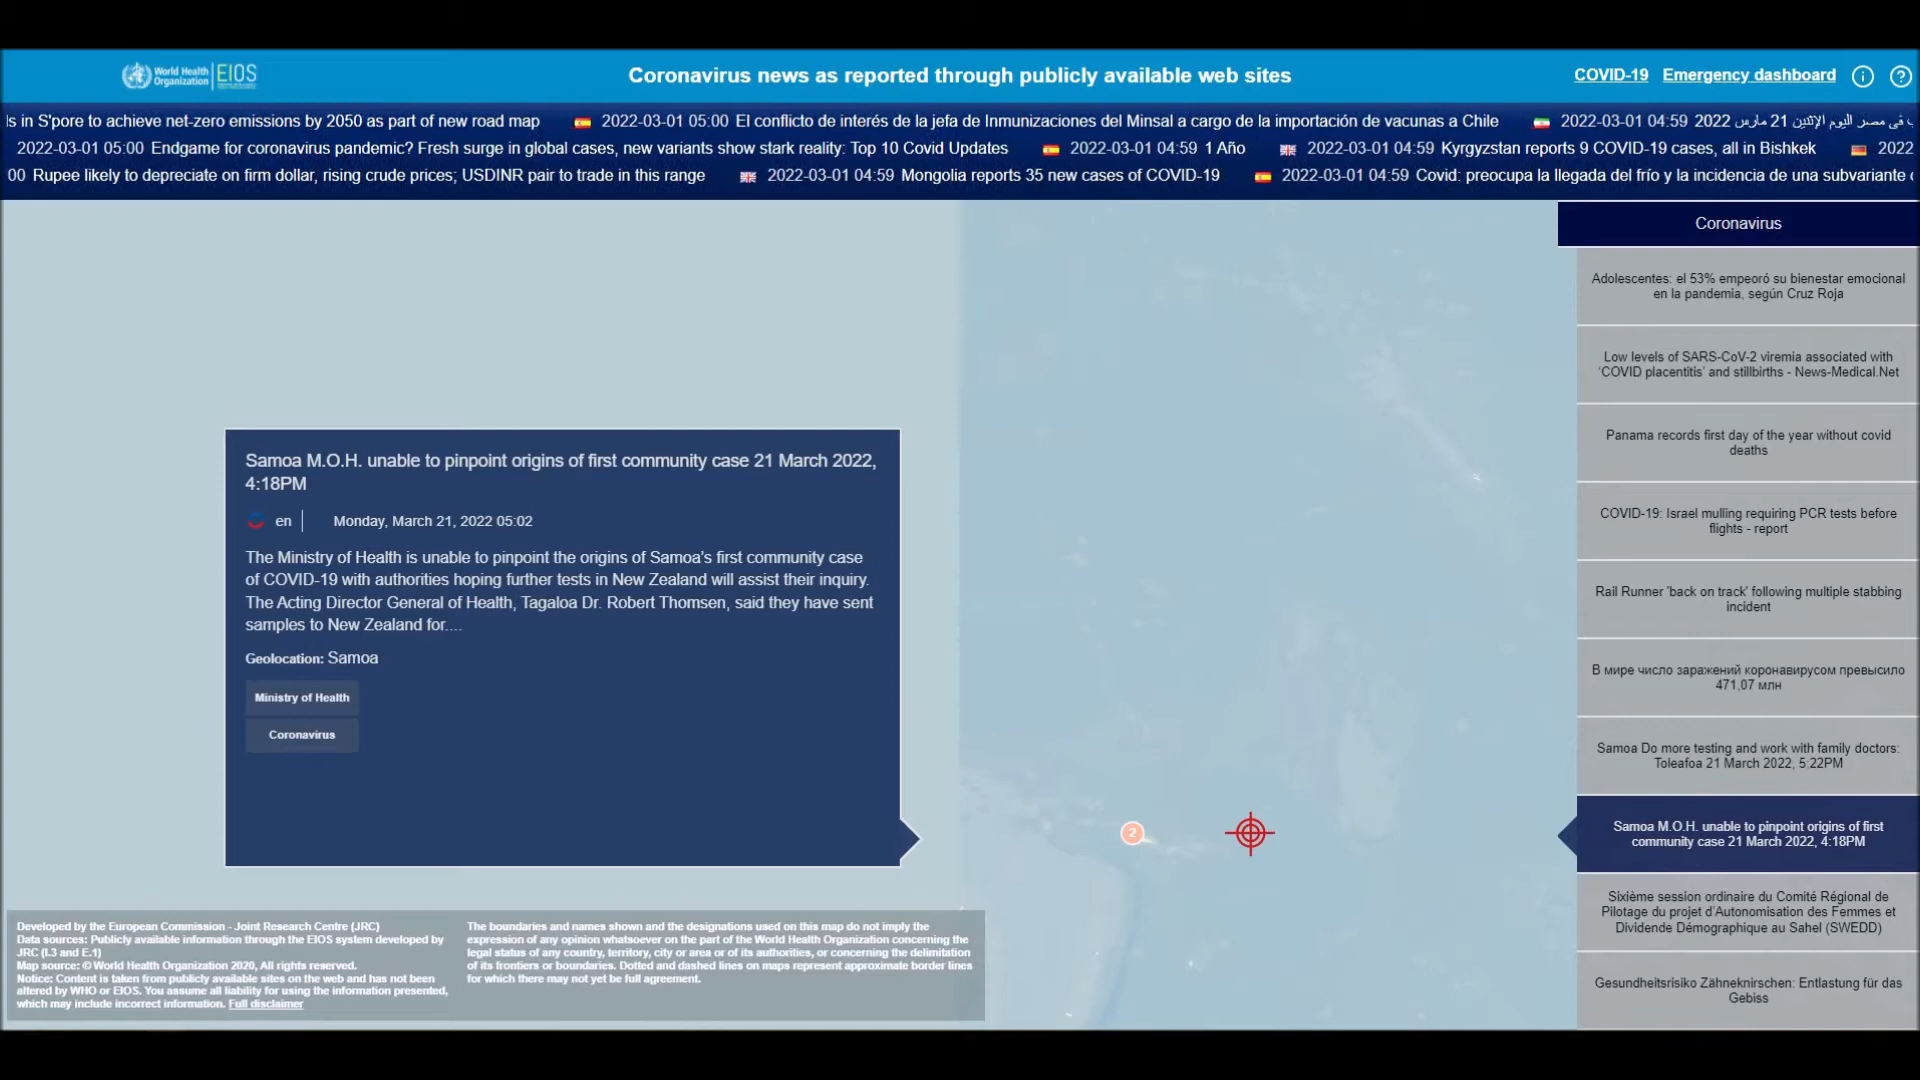 World Health
Organization
EIOS
Coronavirus news as reported through publicly available web sites
COVID-19 Emergency dashboard
ls in S'pore to achieve net-zero emissions by 2050 as part of new road map 2022-03-01 05:00 El conflicto de interés de la jefa de Inmunizaciones del Minsal a cargo de la importación de vacunas a Chile 2022-03-01 04:59 في مصر اليوم الإثنين 21 مارس 2022
2022-03-01 05:00 Endgame for coronavirus pandemic? Fresh surge in global cases, new variants show stark reality: Top 10 Covid Updates 2022-03-01 04:59 1 Año 2022-03-01 04:59 Kyrgyzstan reports 9 COVID-19 cases, all in Bishkek 2022
00 Rupee likely to depreciate on firm dollar, rising crude prices; USDINR pair to trade in this range 2022-03-01 04:59 Mongolia reports 35 new cases of COVID-19 2022-03-01 04:59 Covid: preocupa la llegada del frío y la incidencia de una subvariante
Samoa M.O.H. unable to pinpoint origins of first community case 21 March 2022,
4:18PM
en Monday, March 21, 2022 05:02
The Ministry of Health is unable to pinpoint the origins of Samoa's first community case
of COVID-19 with authorities hoping further tests in New Zealand will assist their inquiry.
The Acting Director General of Health, Tagaloa Dr. Robert Thomsen, said they have sent
samples to New Zealand for....
Geolocation: Samoa
Ministry of Health
Coronavirus
2
Developed by the European Commission - Joint Research Centre (JRC)
Data sources: Publicly available information through the EIOS system developed by
JRC (I.3 and E.1)
Map source: © World Health Organization 2020, All rights reserved.
Notice: Content is taken from publicly available sites on the web and has not been
altered by WHO or EIOS. You assume all liability for using the information presented,
which may include incorrect information. Full disclaimer
The boundaries and names shown and the designations used on this map do not imply the
expression of any opinion whatsoever on the part of the World Health Organization concerning the
legal status of any country, territory, city or area or of its authorities, or concerning the delimitation
of its frontiers or boundaries. Dotted and dashed lines on maps represent approximate border lines
for which there may not yet be full agreement.
Coronavirus
Adolescentes: el 53% empeoró su bienestar emocional
en la pandemia, según Cruz Roja
Low levels of SARS-CoV-2 viremia associated with
'COVID placentitis' and stillbirths - News-Medical.Net
Panama records first day of the year without covid
deaths
COVID-19: Israel mulling requiring PCR tests before
flights - report
Rail Runner 'back on track' following multiple stabbing
incident
В мире число заражений коронавирусом превысило
471,07 млн
Samoa Do more testing and work with family doctors:
Toleafoa 21 March 2022, 5:22PM
Samoa M.O.H. unable to pinpoint origins of first
community case 21 March 2022, 4:18PM
Sixième session ordinaire du Comité Régional de
Pilotage du projet d'Autonomisation des Femmes et
Dividende Démographique au Sahel (SWEDD)
Gesundheitsrisiko Zähneknirschen: Entlastung für das
Gebiss